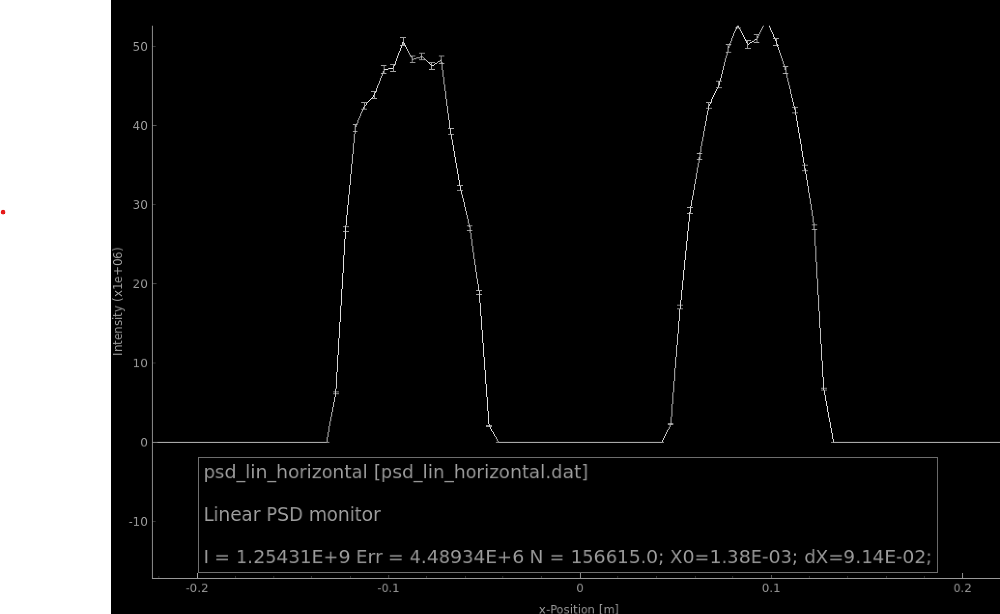 50
40
30
20
10
0
-10
Intensity (x1e+06)
psd_lin_horizontal [psd_lin_horizontal.dat]
Linear PSD monitor
I = 1.25431E+9 Err = 4.48934E+6 N = 156615.0; X0=1.38E-03; dX=9.14E-02;
-0.2 -0.1 0 0.1 0.2
x-Position [m]